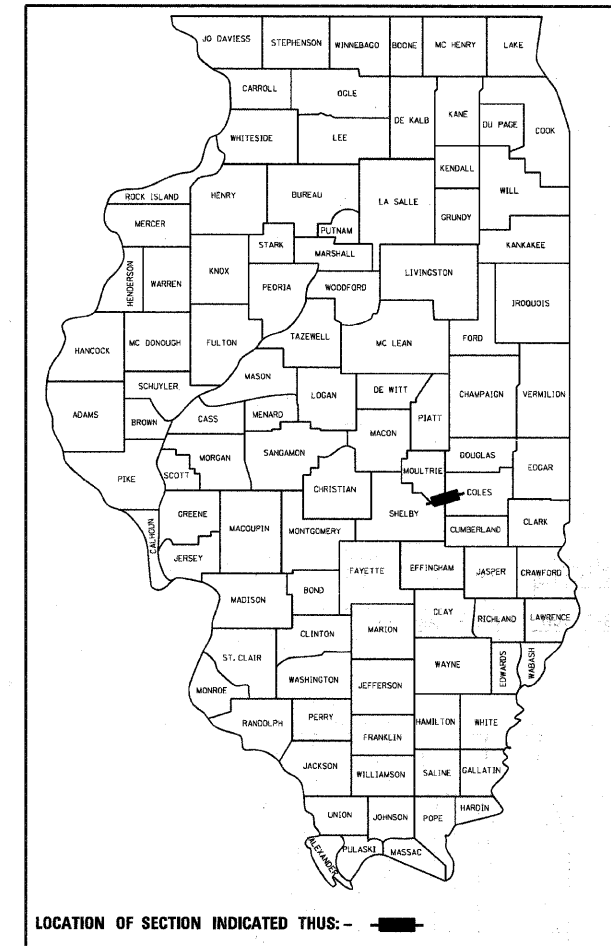 JO DAVIESS STEPHENSON WINNEBAGO BOONE MC HENRY LAKE
CARROLL OGLE DE KALB KANE DU PAGE COOK
WHITESIDE LEE
KENDALL WILL
ROCK ISLAND HENRY BUREAU LA SALLE GRUNDY
MERCER PUTNAM
KANKAKEE
STARK MARSHALL
HENDERSON WARREN KNOX PEORIA WOODFORD LIVINGSTON IROQUOIS
HANCOCK MC DONOUGH FULTON TAZEWELL MC LEAN FORD
SCHUYLER MASON
ADAMS BROWN CASS MENARD LOGAN DE WITT PIATT CHAMPAIGN VERMILION
MACON
PIKE SCOTT MORGAN SANGAMON MOULTRIE DOUGLAS EDGAR
CHRISTIAN COLES
CALHOUN GREENE MACOUPIN MONTGOMERY SHELBY CUMBERLAND CLARK
JERSEY
FAYETTE EFFINGHAM JASPER CRAWFORD
MADISON BOND
CLAY RICHLAND LAWRENCE
CLINTON MARION
ST. CLAIR WAYNE EDWARDS WABASH
WASHINGTON JEFFERSON
MONROE
RANDOLPH PERRY HAMILTON WHITE
FRANKLIN
JACKSON WILLIAMSON SALINE GALLATIN
HARDIN
UNION JOHNSON POPE
ALEXANDER PULASKI MASSAC
LOCATION OF SECTION INDICATED THUS: -